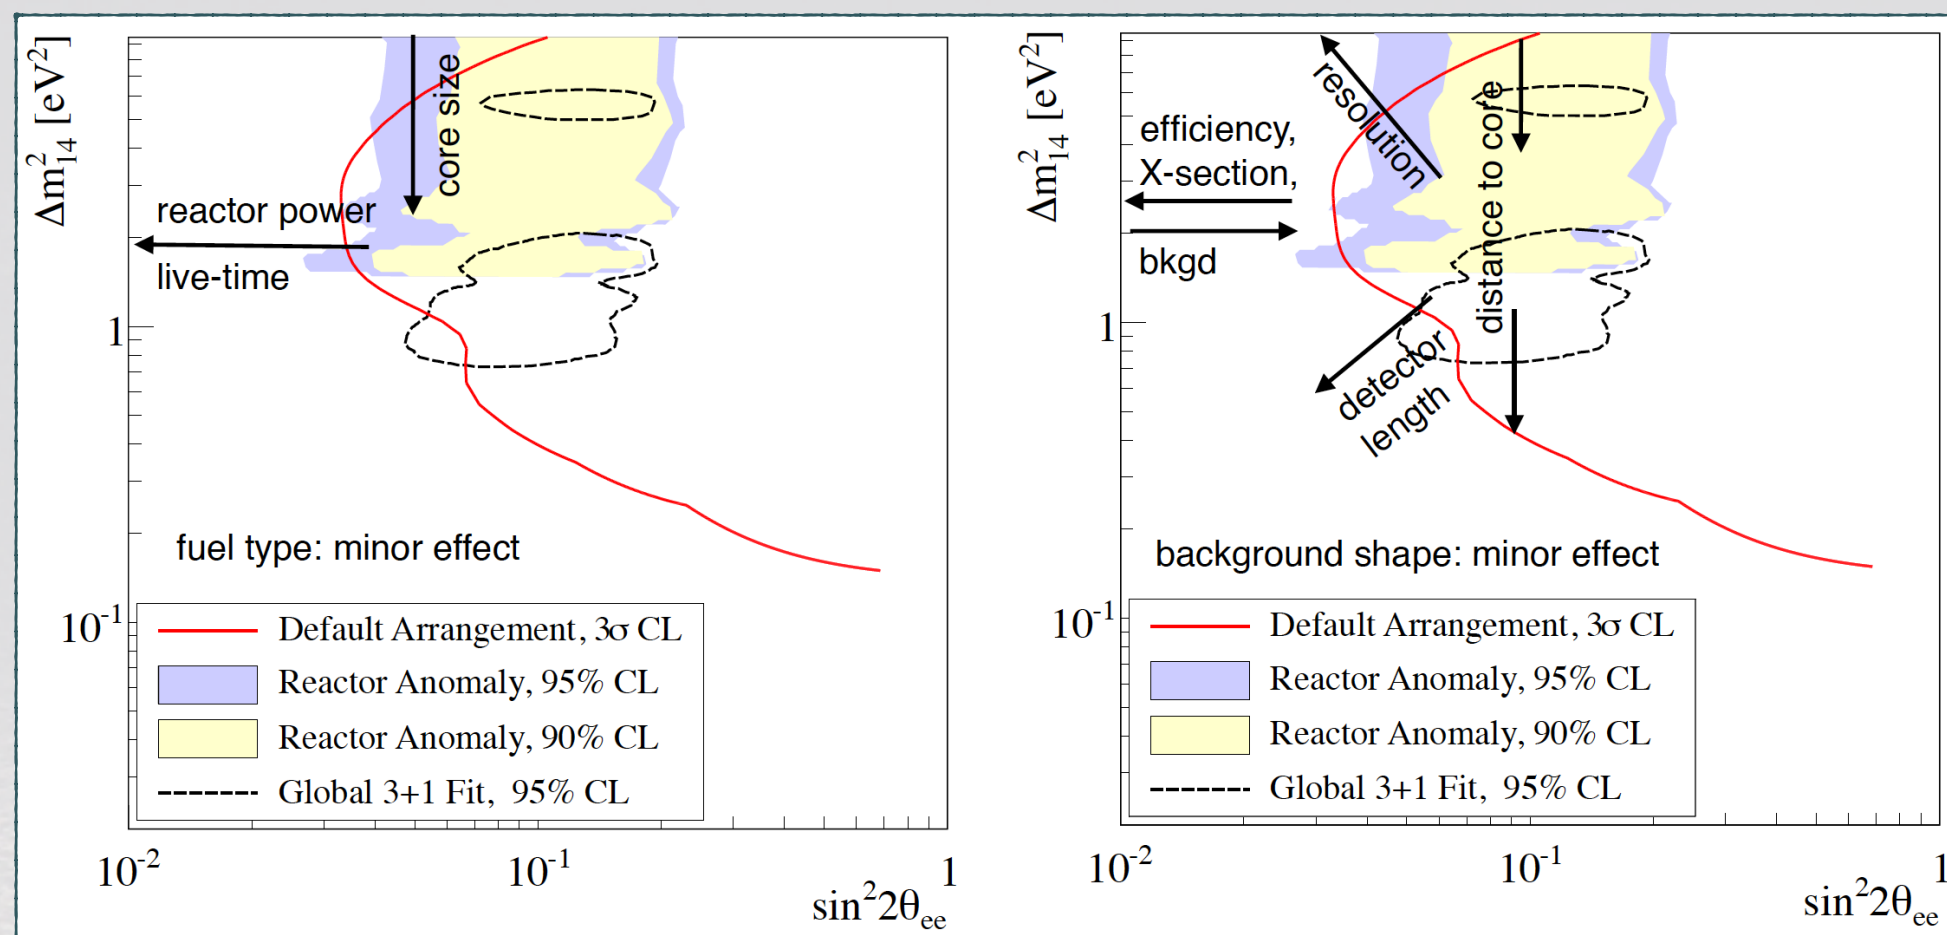 Δm²₁₄ [eV²]
core size
reactor power
live-time
1
fuel type: minor effect
10⁻¹
Default Arrangement, 3σ CL
Reactor Anomaly, 95% CL
Reactor Anomaly, 90% CL
Global 3+1 Fit, 95% CL
10⁻² 10⁻¹ 1
sin²2θₑₑ
Δm²₁₄ [eV²]
resolution
distance to core
efficiency,
X-section,
bkgd
1
detector
length
background shape: minor effect
10⁻¹
Default Arrangement, 3σ CL
Reactor Anomaly, 95% CL
Reactor Anomaly, 90% CL
Global 3+1 Fit, 95% CL
10⁻² 10⁻¹ 1
sin²2θₑₑ